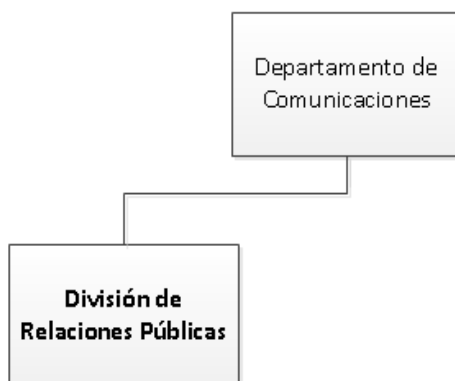 Departamento de
Comunicaciones
División de
Relaciones Públicas